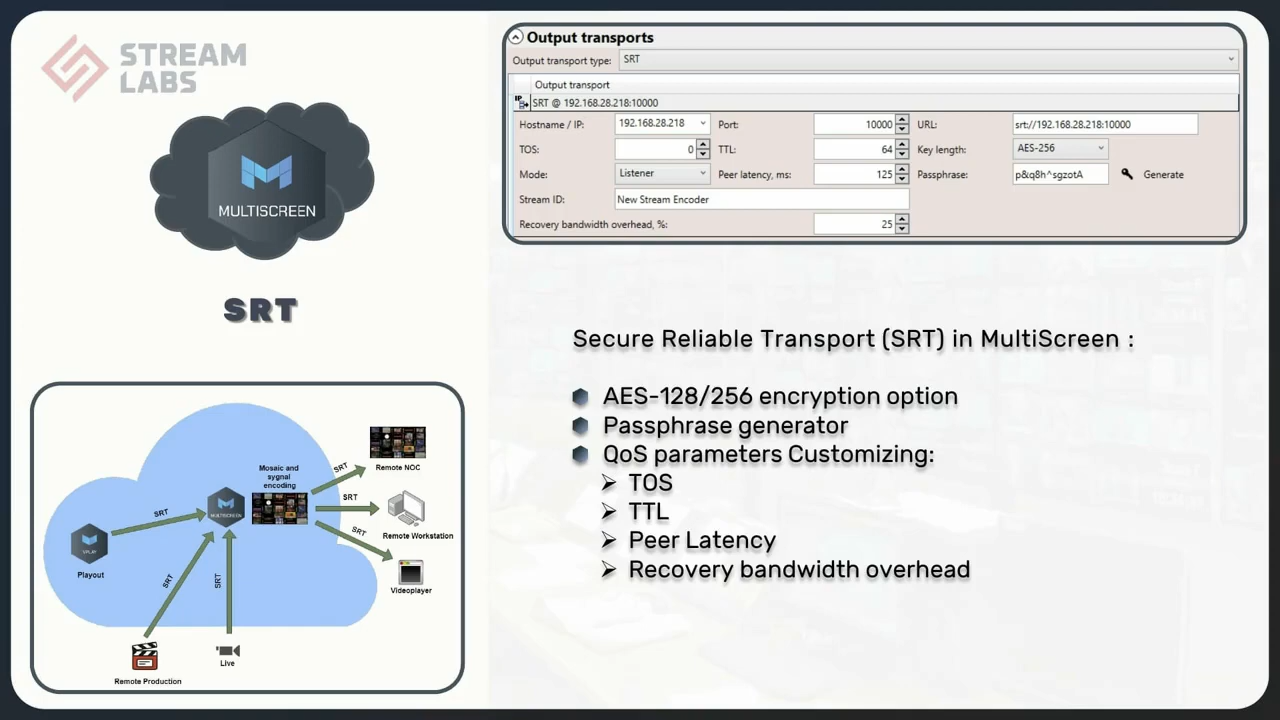 STREAM
LABS
MULTISCREEN
SRT
Output transports
Output transport type: SRT
Output transport
IP
SRT @ 192.168.28.218:10000
Hostname / IP: 192.168.28.218 Port: 10000 URL: srt://192.168.28.218:10000
TOS: 0 TTL: 64 Key length: AES-256
Mode: Listener Peer latency, ms: 125 Passphrase: p&q8h^sgzotA Generate
Stream ID: New Stream Encoder
Recovery bandwidth overhead, %: 25
Secure Reliable Transport (SRT) in MultiScreen :
AES-128/256 encryption option
Passphrase generator
QoS parameters Customizing:
TOS
TTL
Peer Latency
Recovery bandwidth overhead
Mosaic and
sygnal
encoding
SRT
Remote NOC
SRT
SRT
MULTISCREEN
SRT
Remote Workstation
VPLAY
Playout
SRT
SRT
Videoplayer
Live
Remote Production